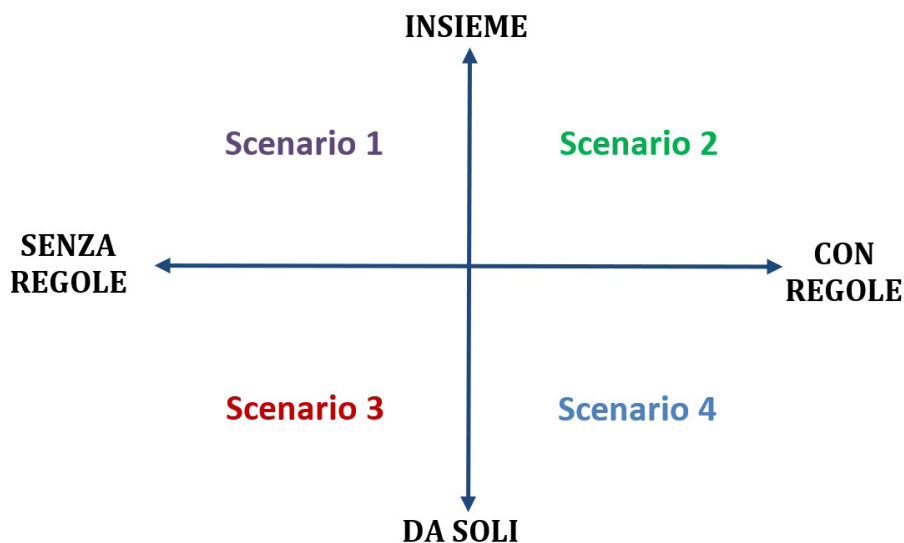 INSIEME
Scenario 1
Scenario 2
SENZA
REGOLE
CON
REGOLE
Scenario 3
Scenario 4
DA SOLI